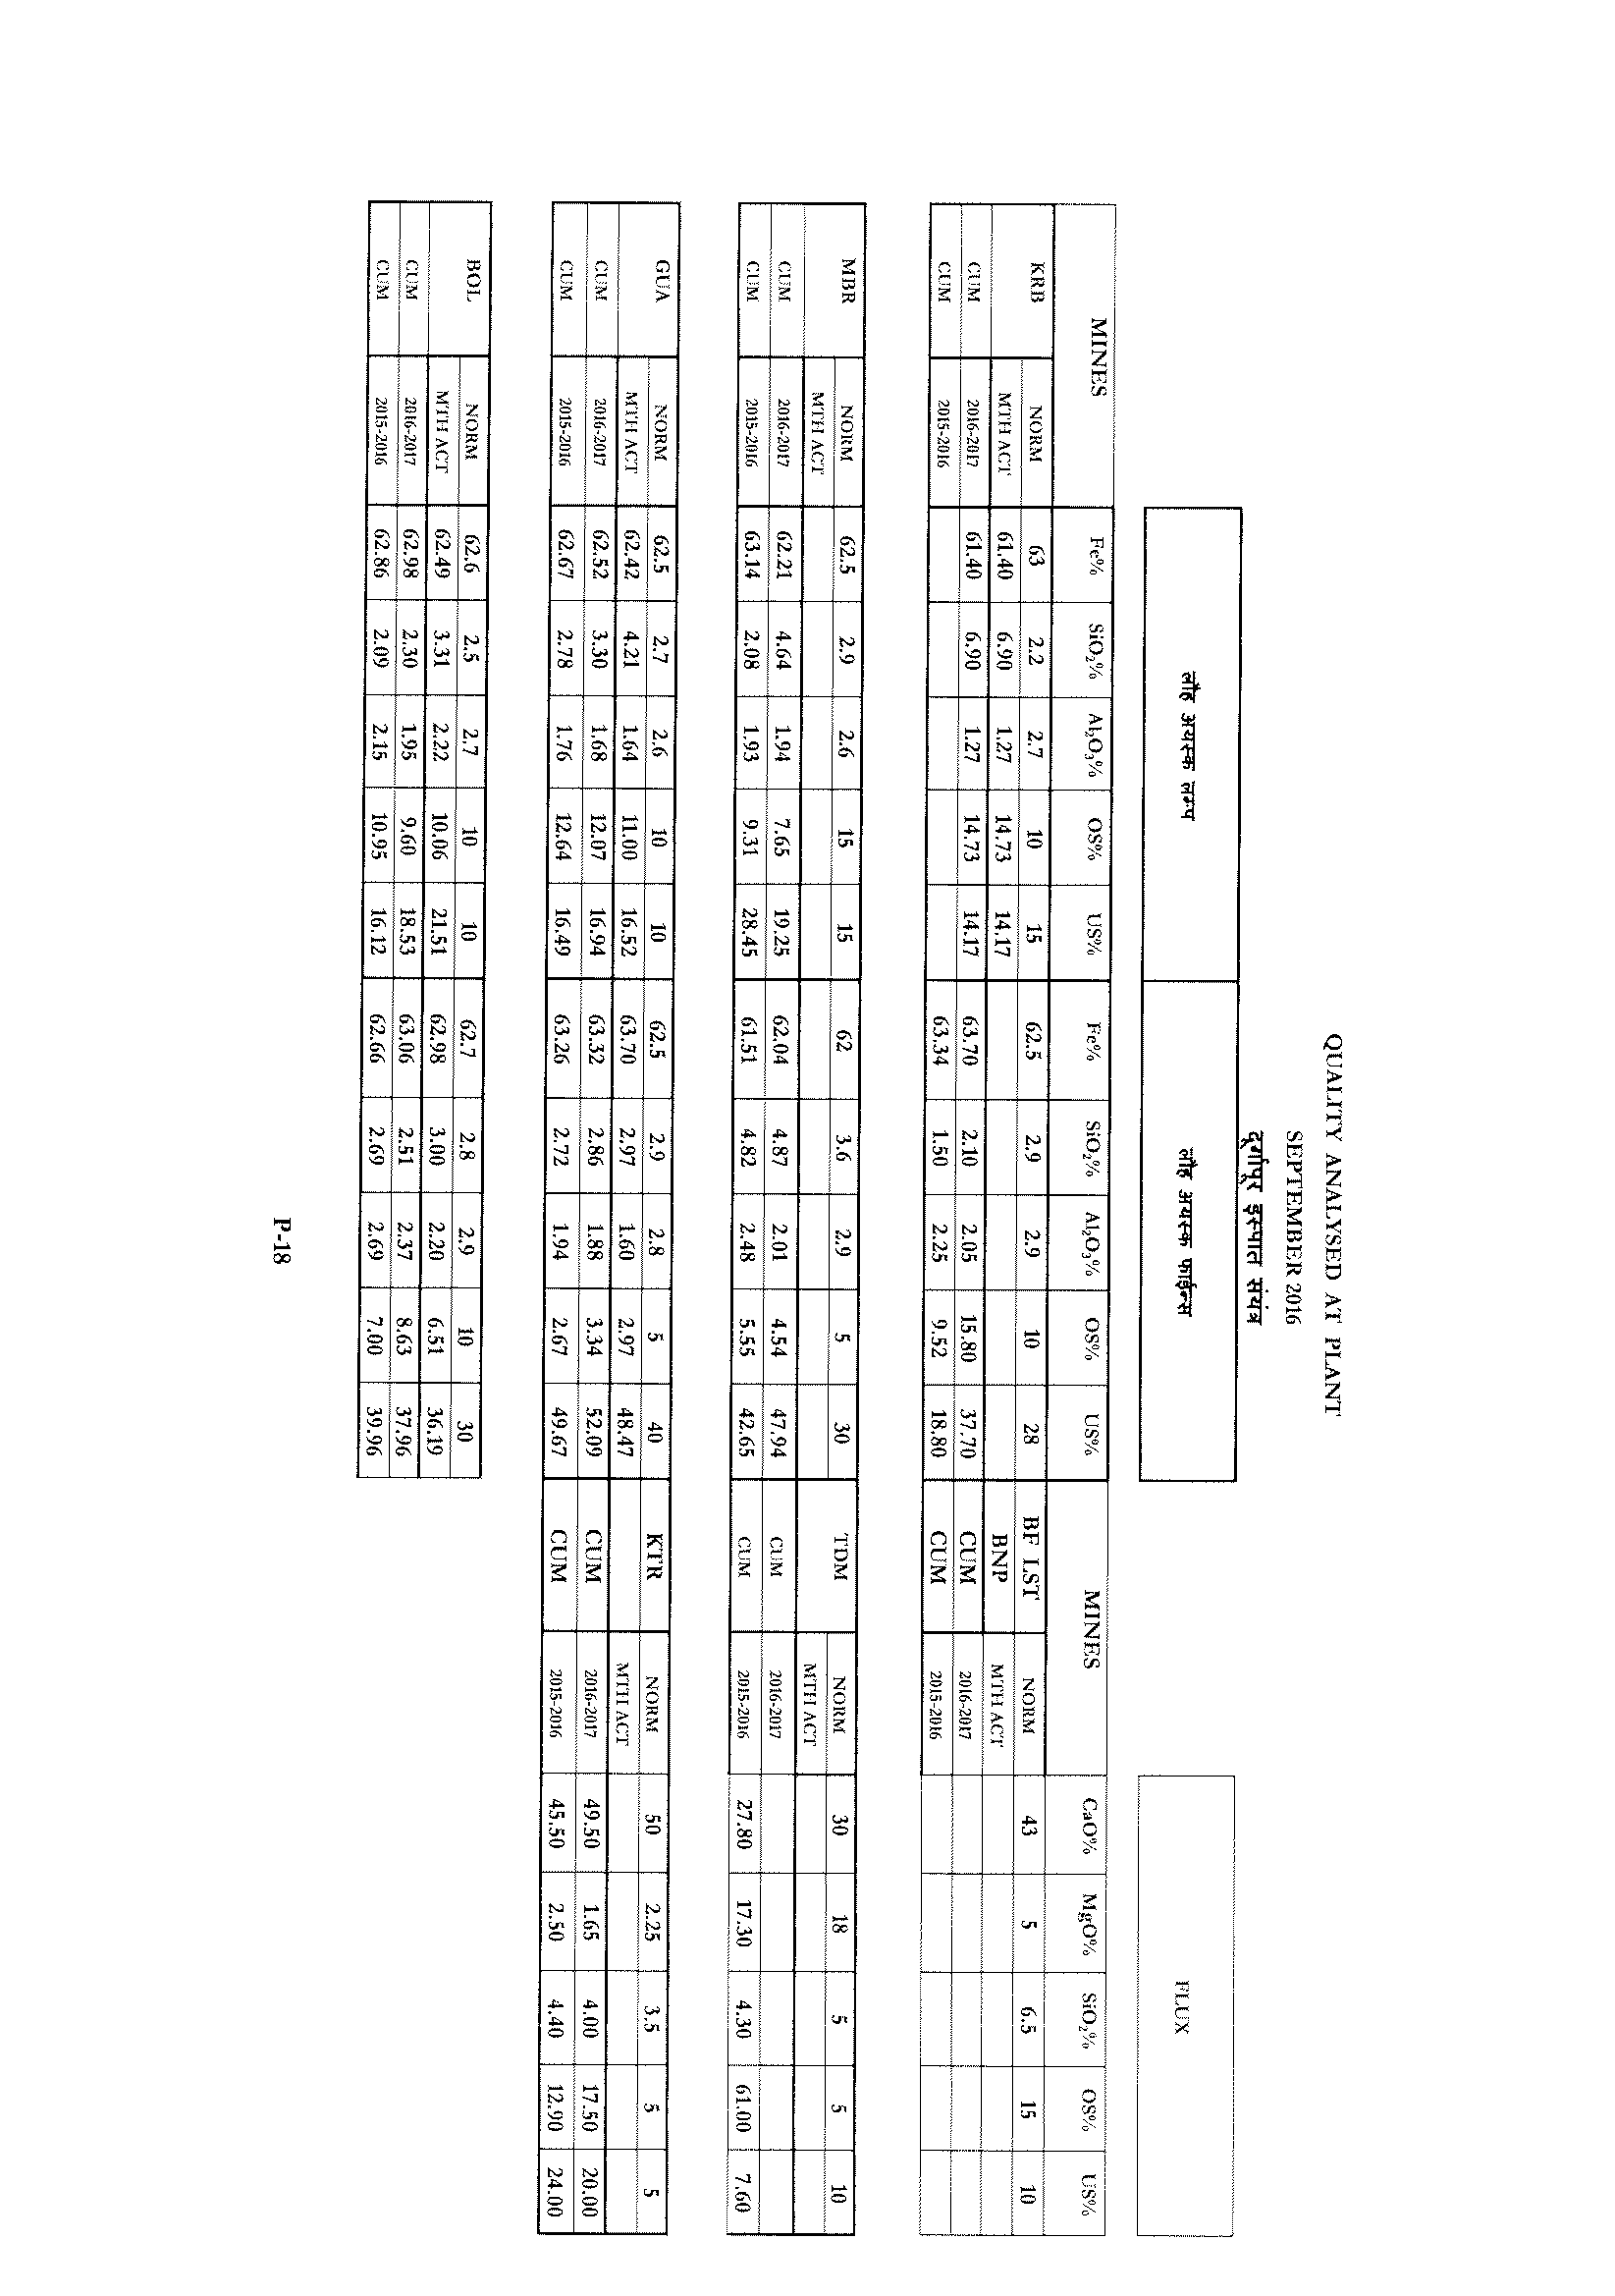 QUALITY ANALYSED AT PLANT
SEPTEMBER 2016
दुर्गापुर इस्पात संयंत्र
लौह अयस्क लम्प लौह अयस्क फाईन्स FLUX
MINES Fe% SiO₂% Al₂O₃% OS% US% Fe% SiO₂% Al₂O₃% OS% US% MINES CaO% MgO% SiO₂% OS% US%
KRB NORM 63 2.2 2.7 10 15 62.5 2.9 2.9 10 28 BF LST NORM 43 5 6.5 15 10
MTH ACT 61.40 6.90 1.27 14.73 14.17 BNP MTH ACT
CUM 2016-2017 61.40 6.90 1.27 14.73 14.17 63.70 2.10 2.05 15.80 37.70 CUM 2016-2017
CUM 2015-2016 63.34 1.50 2.25 9.52 18.80 CUM 2015-2016
MBR NORM 62.5 2.9 2.6 15 15 62 3.6 2.9 5 30 TDM NORM 30 18 5 5 10
MTH ACT MTH ACT
CUM 2016-2017 62.21 4.64 1.94 7.65 19.25 62.04 4.87 2.01 4.54 47.94 CUM 2016-2017
CUM 2015-2016 63.14 2.08 1.93 9.31 28.45 61.51 4.82 2.48 5.55 42.65 CUM 2015-2016 27.80 17.30 4.30 61.00 7.60
GUA NORM 62.5 2.7 2.6 10 10 62.5 2.9 2.8 5 40 KTR NORM 50 2.25 3.5 5 5
MTH ACT 62.42 4.21 1.64 11.00 16.52 63.70 2.97 1.60 2.97 48.47 MTH ACT
CUM 2016-2017 62.52 3.30 1.68 12.07 16.94 63.32 2.86 1.88 3.34 52.09 CUM 2016-2017 49.50 1.65 4.00 17.50 20.00
CUM 2015-2016 62.67 2.78 1.76 12.64 16.49 63.26 2.72 1.94 2.67 49.67 CUM 2015-2016 45.50 2.50 4.40 12.90 24.00
BOL NORM 62.6 2.5 2.7 10 10 62.7 2.8 2.9 10 30
MTH ACT 62.49 3.31 2.22 10.06 21.51 62.98 3.00 2.20 6.51 36.19
CUM 2016-2017 62.98 2.30 1.95 9.60 18.53 63.06 2.51 2.37 8.63 37.96
CUM 2015-2016 62.86 2.09 2.15 10.95 16.12 62.66 2.69 2.69 7.00 39.96
P-18